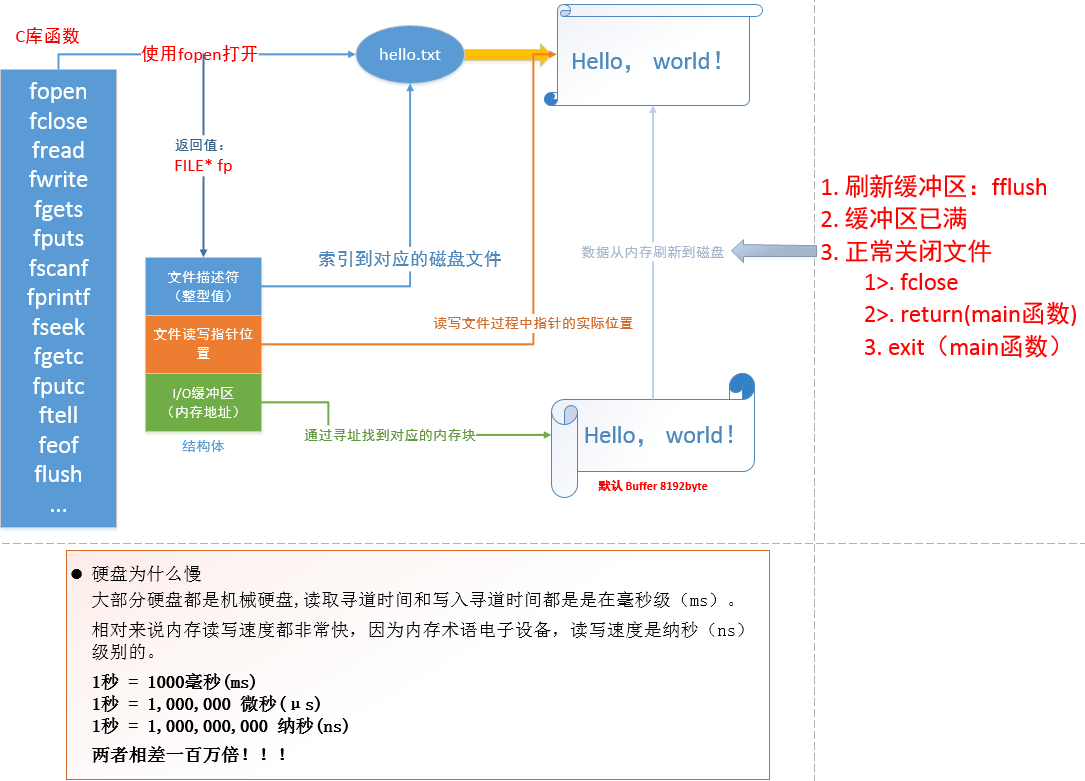 C库函数
fopen
fclose
fread
fwrite
fgets
fputs
fscanf
fprintf
fseek
fgetc
fputc
ftell
feof
flush
...
使用fopen打开
返回值：
FILE* fp
hello.txt
Hello， world！
文件描述符
（整型值）
文件读写指针位
置
I/O缓冲区
（内存地址）
结构体
索引到对应的磁盘文件
读写文件过程中指针的实际位置
通过寻址找到对应的内存块
数据从内存刷新到磁盘
Hello， world！
默认 Buffer 8192byte
1. 刷新缓冲区：fflush
2. 缓冲区已满
3. 正常关闭文件
1>. fclose
2>. return(main函数)
3. exit（main函数）
● 硬盘为什么慢
大部分硬盘都是机械硬盘,读取寻道时间和写入寻道时间都是是在毫秒级（ms）。
相对来说内存读写速度都非常快，因为内存术语电子设备，读写速度是纳秒（ns）
级别的。
1秒 = 1000毫秒(ms)
1秒 = 1,000,000 微秒(μs)
1秒 = 1,000,000,000 纳秒(ns)
两者相差一百万倍！！！